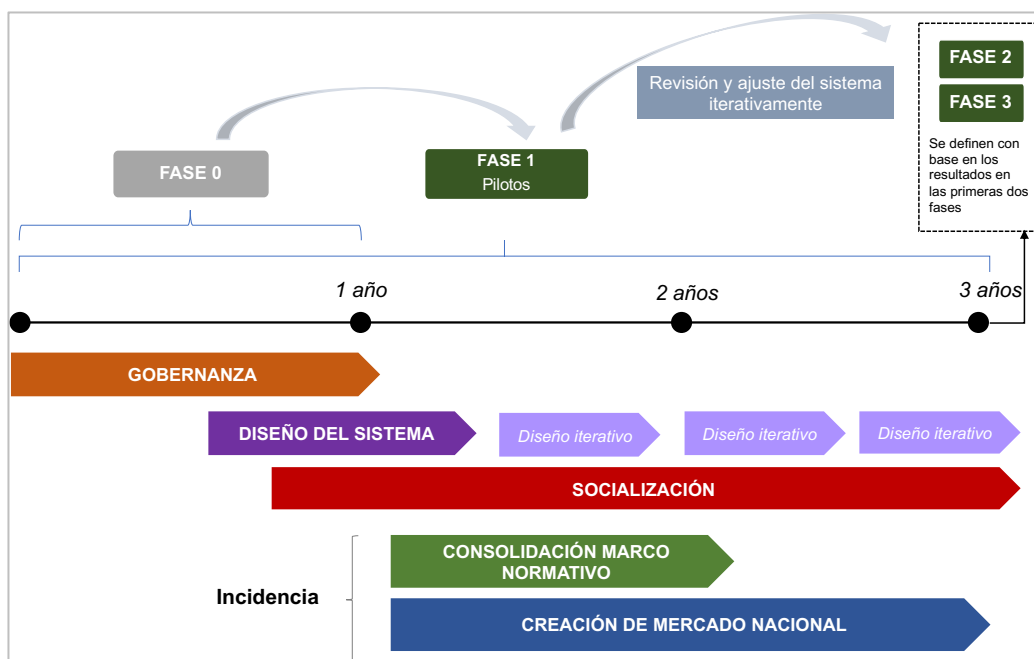 FASE 2
FASE 3
Se definen con
base en los
resultados en
las primeras dos
fases
Revisión y ajuste del sistema
iterativamente
FASE 0
FASE 1
Pilotos
1 año
2 años
3 años
GOBERNANZA
DISEÑO DEL SISTEMA
Diseño iterativo
Diseño iterativo
Diseño iterativo
SOCIALIZACIÓN
Incidencia
CONSOLIDACIÓN MARCO
NORMATIVO
CREACIÓN DE MERCADO NACIONAL